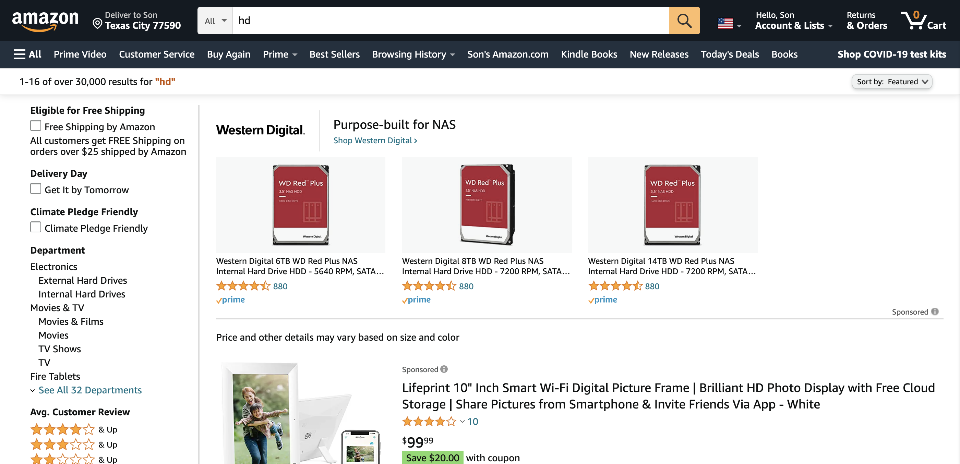 amazon
Deliver to Son
Texas City 77590
All
hd
Hello, Son
Account & Lists
Returns
& Orders
0
Cart
All
Prime Video
Customer Service
Buy Again
Prime
Best Sellers
Browsing History
Son's Amazon.com
Kindle Books
New Releases
Today's Deals
Books
Shop COVID-19 test kits
1-16 of over 30,000 results for "hd"
Sort by: Featured
Eligible for Free Shipping
Free Shipping by Amazon
All customers get FREE Shipping on
orders over $25 shipped by Amazon
Delivery Day
Get It by Tomorrow
Climate Pledge Friendly
Climate Pledge Friendly
Department
Electronics
External Hard Drives
Internal Hard Drives
Movies & TV
Movies & Films
Movies
TV Shows
TV
Fire Tablets
See All 32 Departments
Avg. Customer Review
& Up
& Up
& Up
Western Digital.
Purpose-built for NAS
Shop Western Digital ›
WD Red Plus
WD Red Plus
WD Red Plus
Western Digital 6TB WD Red Plus NAS
Internal Hard Drive HDD - 5640 RPM, SATA...
880
prime
Western Digital 8TB WD Red Plus NAS
Internal Hard Drive HDD - 7200 RPM, SATA...
880
prime
Western Digital 14TB WD Red Plus NAS
Internal Hard Drive HDD - 7200 RPM, SATA...
880
prime
Sponsored
Price and other details may vary based on size and color
Sponsored
Lifeprint 10" Inch Smart Wi-Fi Digital Picture Frame | Brilliant HD Photo Display with Free Cloud
Storage | Share Pictures from Smartphone & Invite Friends Via App - White
10
$9999
Save $20.00 with coupon